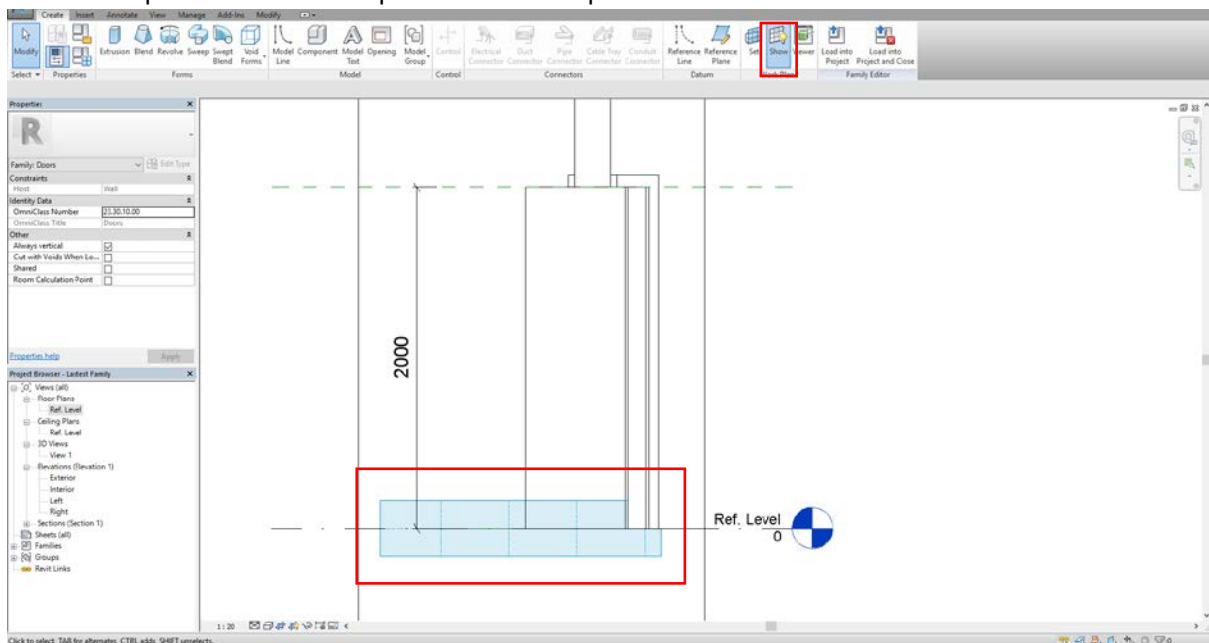 Create Insert Annotate View Manage Add-Ins Modify
Modify Extrusion Blend Revolve Sweep Swept Blend Void Forms Model Line Component Model Text Opening Model Group Control Electrical Connector Duct Connector Pipe Connector Cable Tray Connector Conduit Connector Reference Line Reference Plane Set Show Viewer Load into Project Load into Project and Close
Select Properties Forms Model Control Connectors Datum Work Plane Family Editor
Properties
R
Family: Doors Edit Type
Constraints
Host Wall
Identity Data
OmniClass Number 23.30.10.00
OmniClass Title Doors
Other
Always vertical
Cut with Voids When Lo...
Shared
Room Calculation Point
Properties help Apply
Project Browser - Lastest Family
Views (all)
Floor Plans
Ref. Level
Ceiling Plans
Ref. Level
3D Views
View 1
Elevations (Elevation 1)
Exterior
Interior
Left
Right
Sections (Section 1)
Sheets (all)
Families
Groups
Revit Links
2000
Ref. Level
0
1 : 20
Click to select, TAB for alternates, CTRL adds, SHIFT unselects.